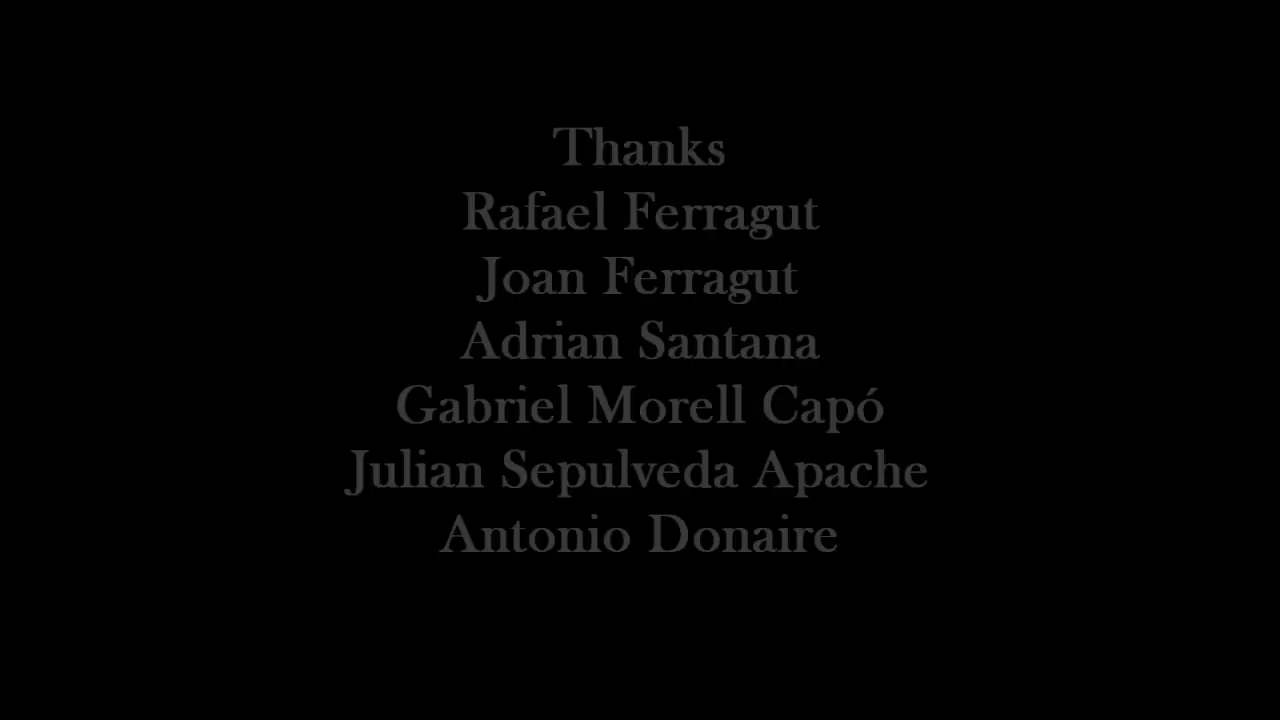 Thanks
Rafael Ferragut
Joan Ferragut
Adrian Santana
Gabriel Morell Capó
Julian Sepulveda Apache
Antonio Donaire